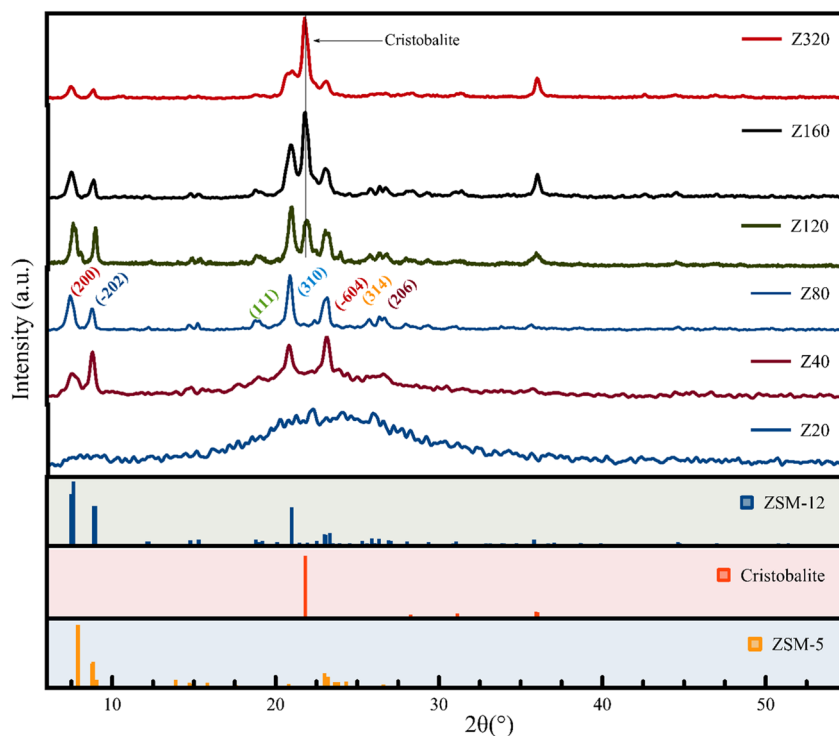 Cristobalite
Z320
Z160
Z120
(200)
(-202)
(111)
(310)
(-604)
(314)
(206)
Z80
Z40
Z20
Intensity (a.u.)
ZSM-12
Cristobalite
ZSM-5
10 20 30 40 50
2θ(°)